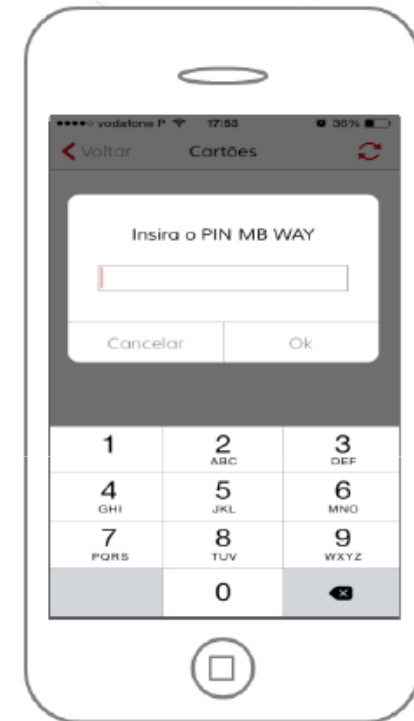 vodafone P 17:53 36%
Voltar Cartões
Insira o PIN MB WAY
Cancelar Ok
1 2 3
ABC DEF
4 5 6
GHI JKL MNO
7 8 9
PQRS TUV WXYZ
0